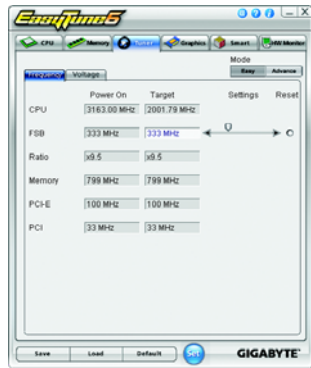 EasyTune6
CPU Memory Tuner Graphics Smart HW Monitor
Mode
Easy Advance
Frequency Voltage
Power On Target Settings Reset
CPU 3163.00 MHz 2001.79 MHz
FSB 333 MHz 333 MHz
Ratio x9.5 x9.5
Memory 799 MHz 799 MHz
PCI-E 100 MHz 100 MHz
PCI 33 MHz 33 MHz
Save Load Default SET GIGABYTE